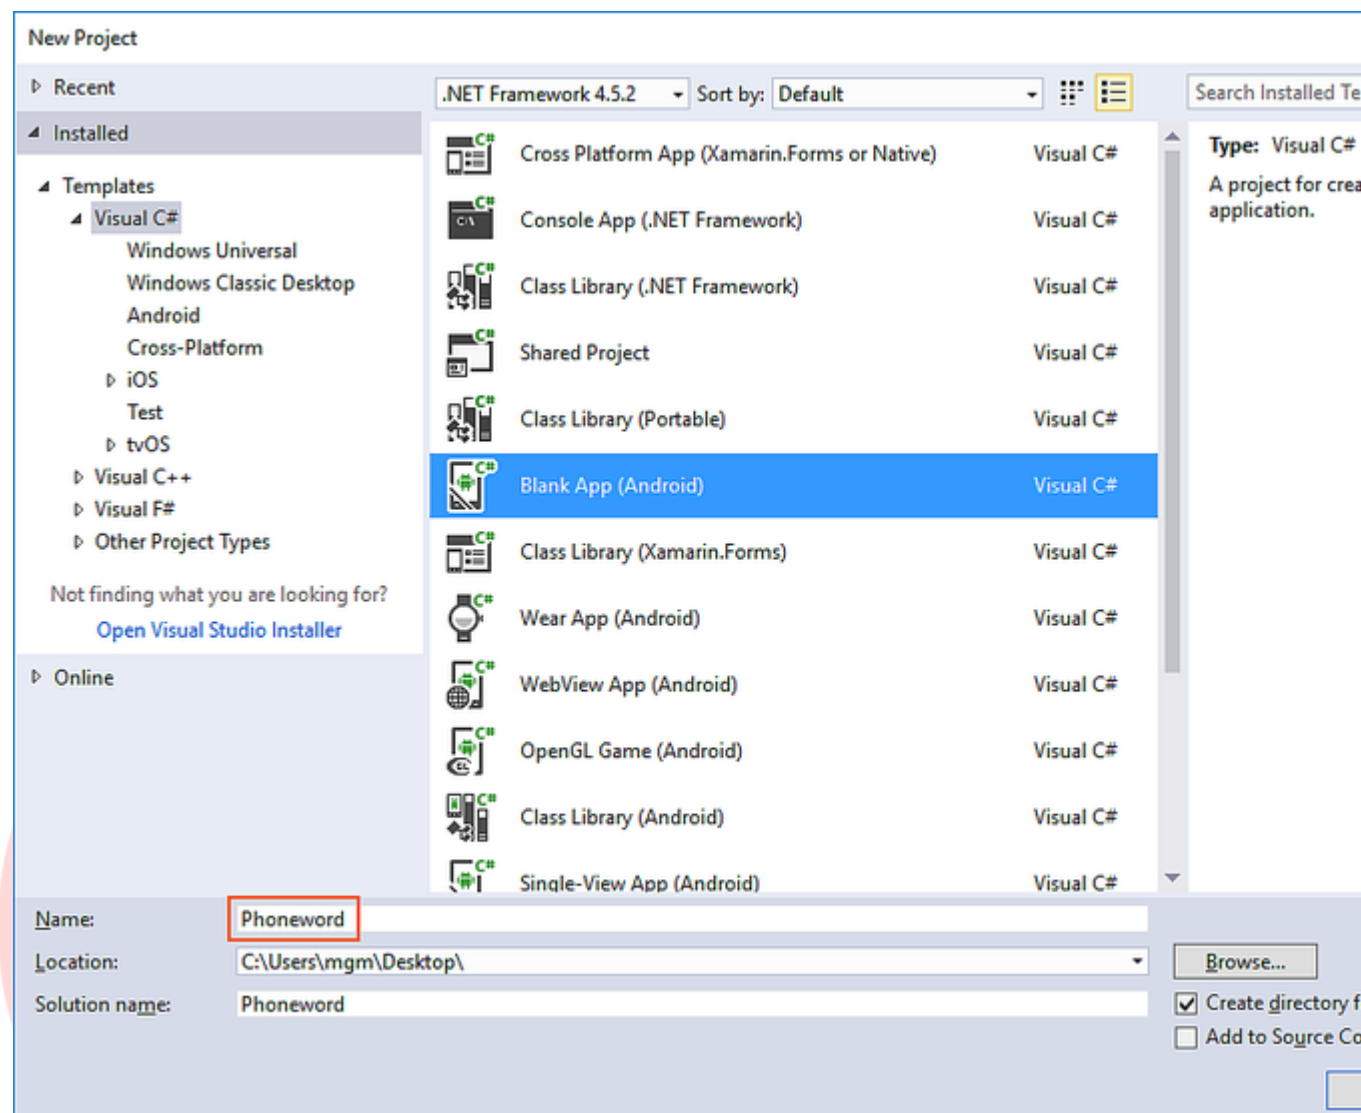 New Project
Recent
Installed
Templates
Visual C#
Windows Universal
Windows Classic Desktop
Android
Cross-Platform
iOS
Test
tvOS
Visual C++
Visual F#
Other Project Types
Not finding what you are looking for?
Open Visual Studio Installer
Online
.NET Framework 4.5.2 Sort by: Default
Search Installed Te
Cross Platform App (Xamarin.Forms or Native) Visual C#
Console App (.NET Framework) Visual C#
Class Library (.NET Framework) Visual C#
Shared Project Visual C#
Class Library (Portable) Visual C#
Blank App (Android) Visual C#
Class Library (Xamarin.Forms) Visual C#
Wear App (Android) Visual C#
WebView App (Android) Visual C#
OpenGL Game (Android) Visual C#
Class Library (Android) Visual C#
Single-View App (Android) Visual C#
Type: Visual C#
A project for crea
application.
Name: Phoneword
Location: C:\Users\mgm\Desktop\ Browse...
Solution name: Phoneword
Create directory f
Add to Source Co